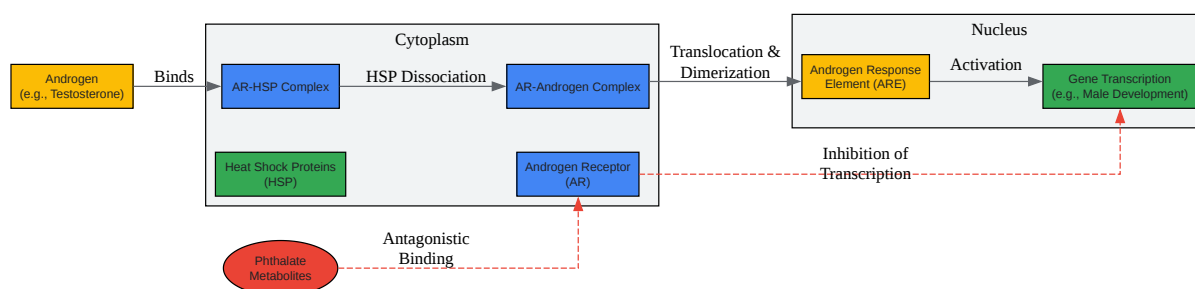 Cytoplasm
Nucleus
Androgen
(e.g., Testosterone)
Binds
AR-HSP Complex
HSP Dissociation
AR-Androgen Complex
Translocation &
Dimerization
Androgen Response
Element (ARE)
Activation
Gene Transcription
(e.g., Male Development)
Heat Shock Proteins
(HSP)
Androgen Receptor
(AR)
Inhibition of
Transcription
Phthalate
Metabolites
Antagonistic
Binding